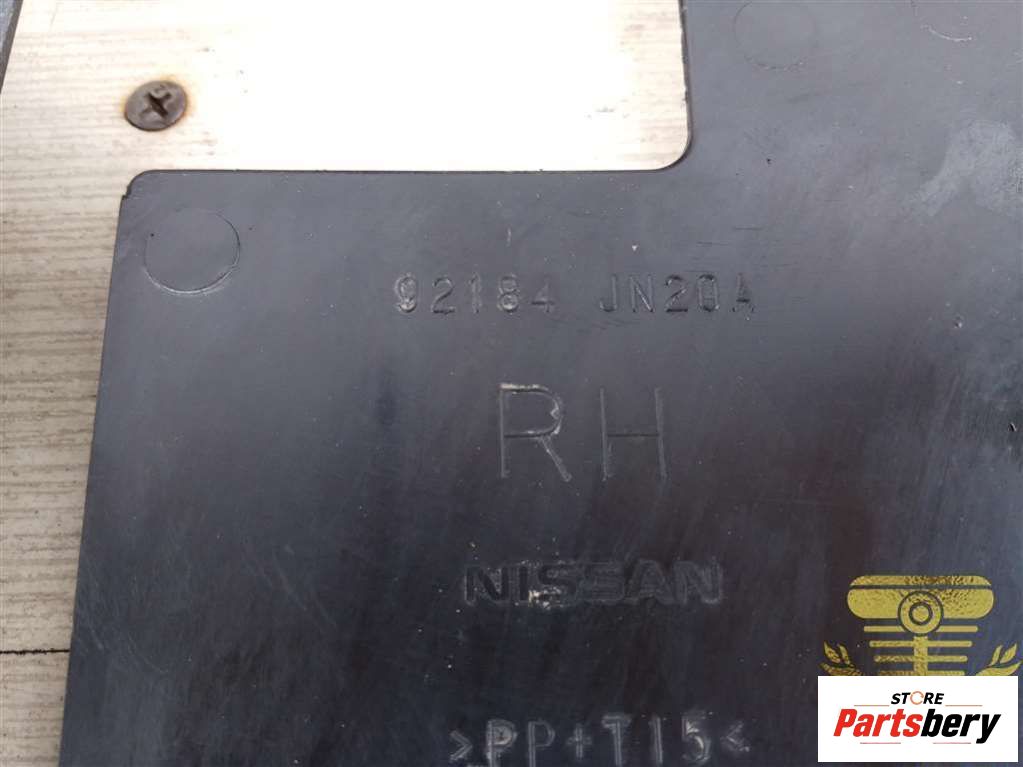 92184 JN20A
RH
NISSAN
>PP+T15<
STORE
Partsbery